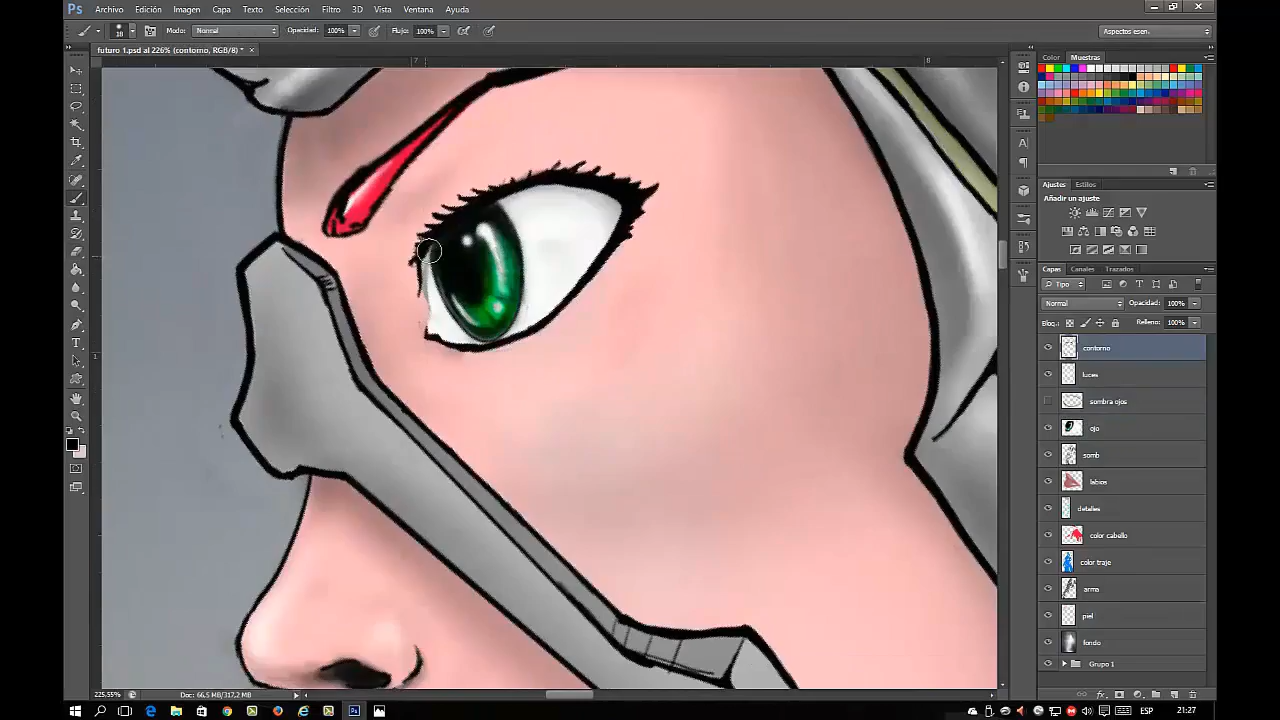 Ps Archivo Edición Imagen Capa Texto Selección Filtro 3D Vista Ventana Ayuda
18 Modo: Normal Opacidad: 100% Flujo: 100% Aspectos esen.
futuro 1.psd al 226% (contorno, RGB/8) * ×
7 8
Color Muestras
Ajustes Estilos
Añadir un ajuste
Capas Canales Trazados
Tipo
Normal Opacidad: 100%
Bloq.: Relleno: 100%
contorno
luces
sombra ojos
ojo
somb
labios
detalles
color cabello
color traje
arma
piel
fondo
Grupo 1
225,55% Doc: 66,5 MB/317,2 MB
ESP 21:27